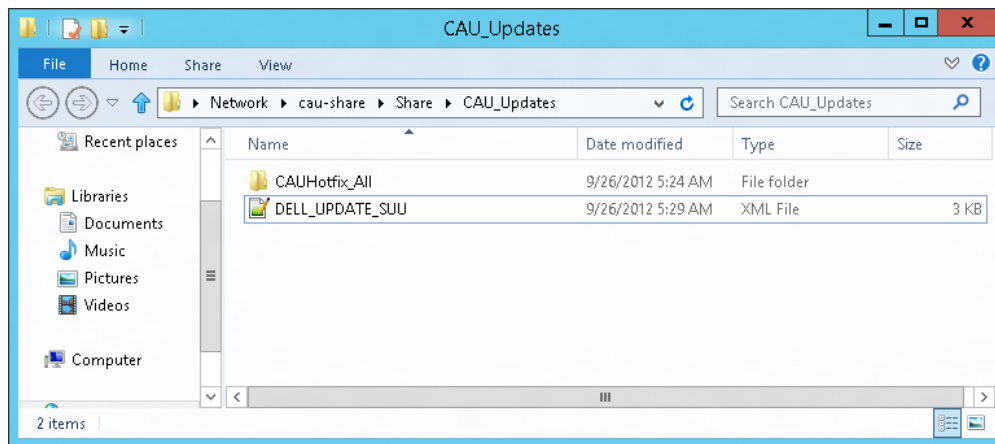 CAU_Updates
File Home Share View
Network cau-share Share CAU_Updates Search CAU_Updates
Recent places
Libraries
Documents
Music
Pictures
Videos
Computer
Name Date modified Type Size
CAUHotfix_All 9/26/2012 5:24 AM File folder
DELL_UPDATE_SUU 9/26/2012 5:29 AM XML File 3 KB
2 items